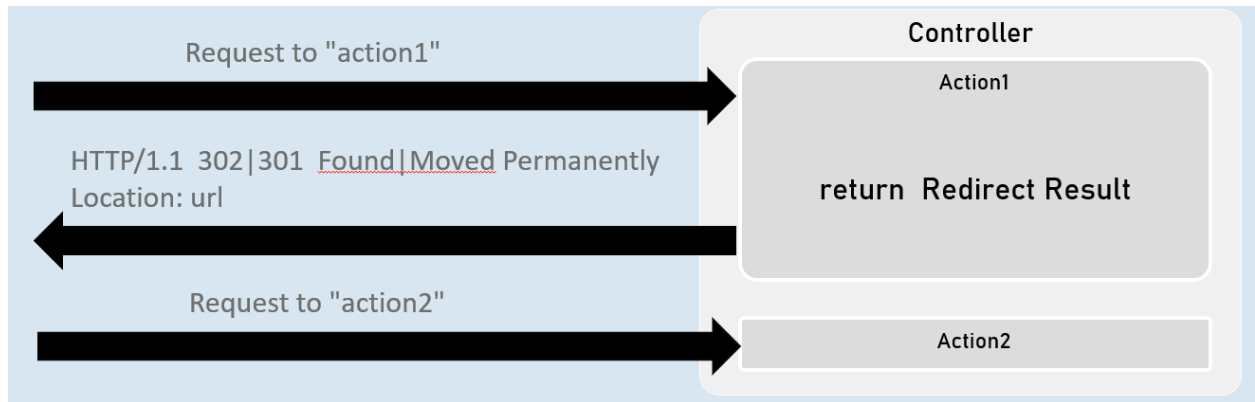 Controller
Request to "action1"
Action1
HTTP/1.1 302|301 Found|Moved Permanently
Location: url
return Redirect Result
Request to "action2"
Action2